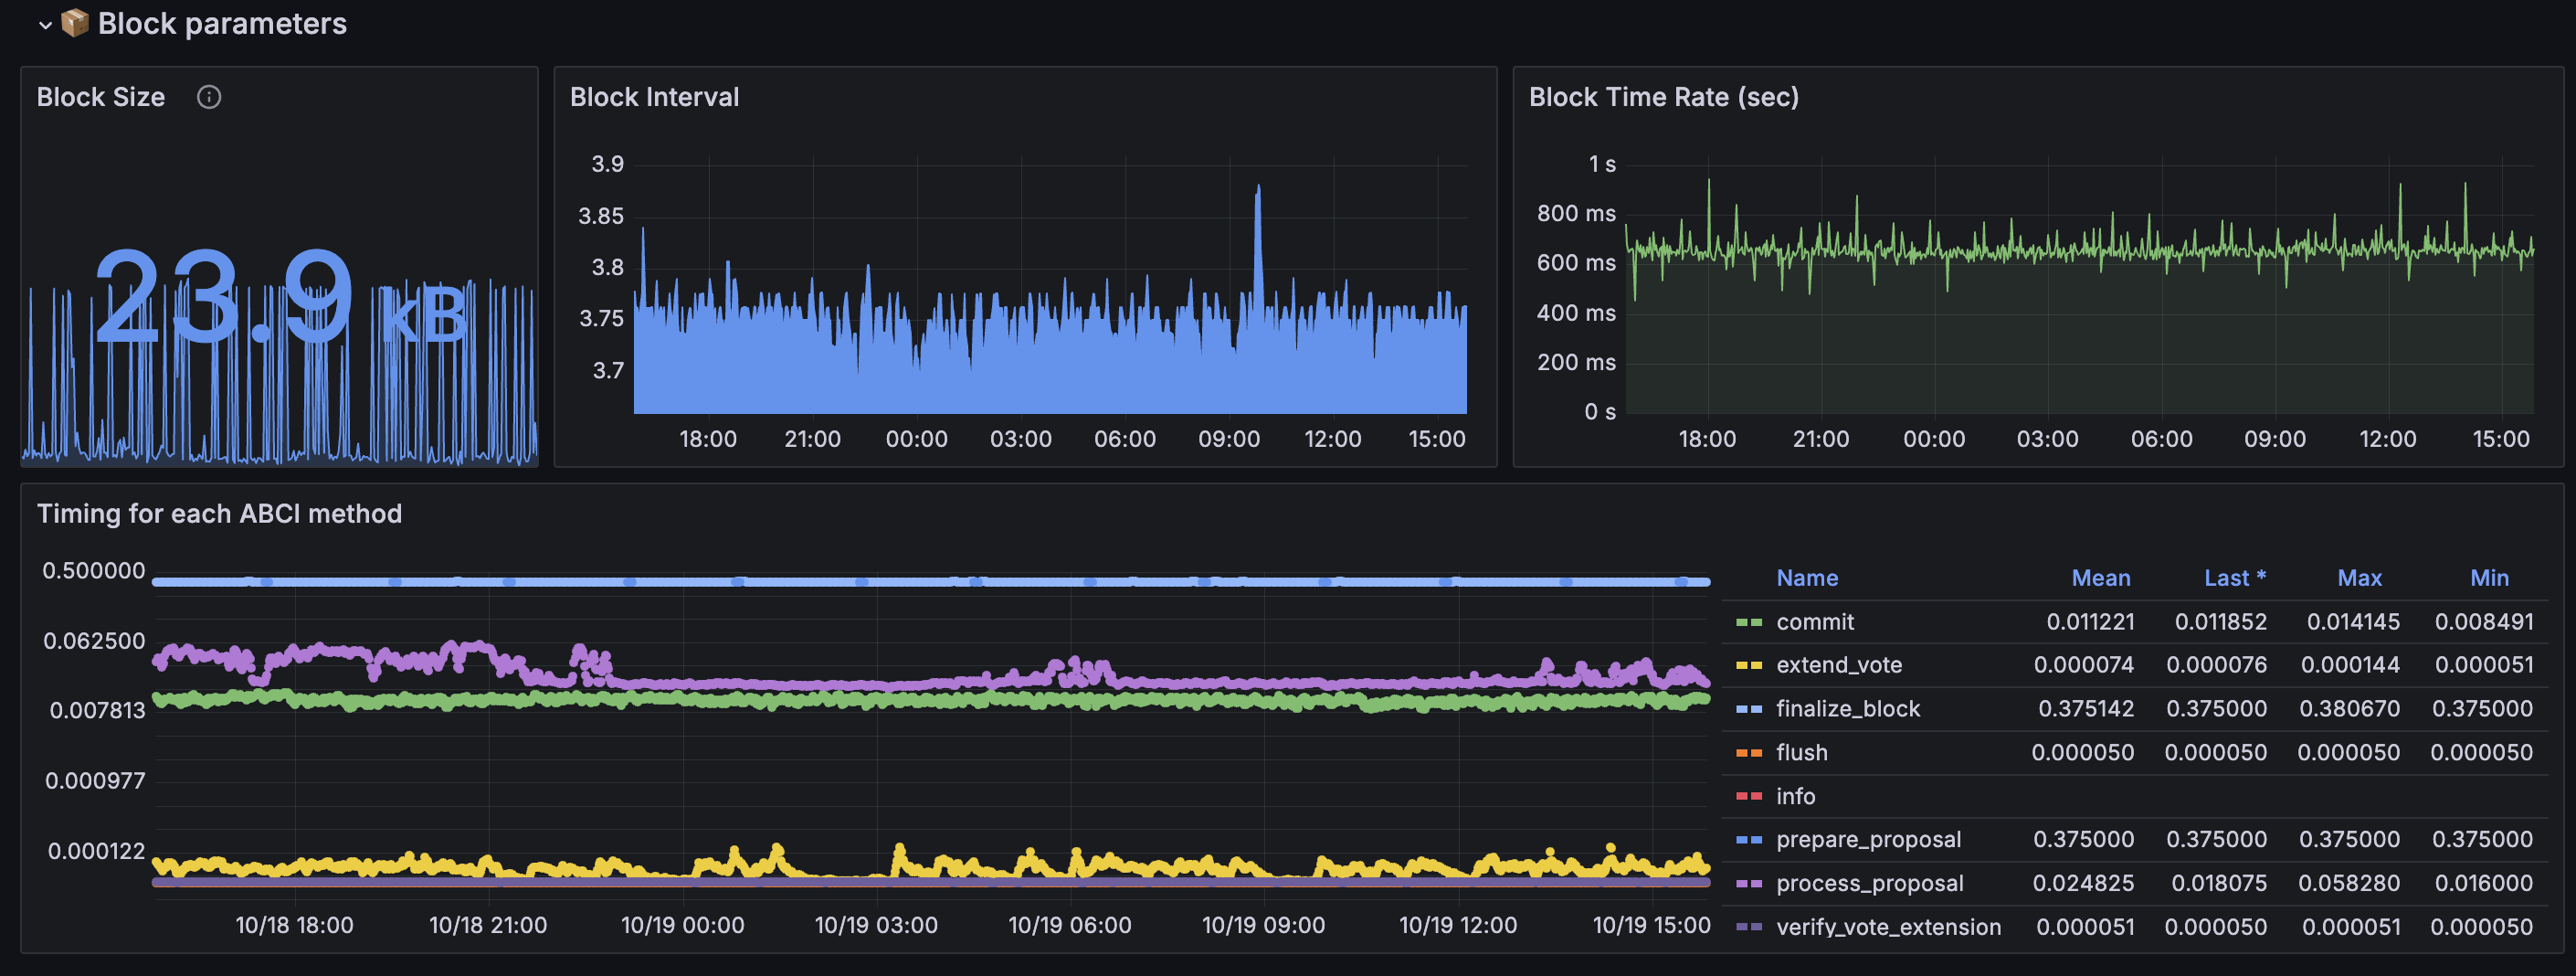 📦 Block parameters
Block Size
23.9 kB
Block Interval
3.9
3.85
3.8
3.75
3.7
18:00 21:00 00:00 03:00 06:00 09:00 12:00 15:00
Block Time Rate (sec)
1 s
800 ms
600 ms
400 ms
200 ms
0 s
18:00 21:00 00:00 03:00 06:00 09:00 12:00 15:00
Timing for each ABCI method
0.500000
0.062500
0.007813
0.000977
0.000122
10/18 18:00 10/18 21:00 10/19 00:00 10/19 03:00 10/19 06:00 10/19 09:00 10/19 12:00 10/19 15:00
Name Mean Last * Max Min
commit 0.011221 0.011852 0.014145 0.008491
extend_vote 0.000074 0.000076 0.000144 0.000051
finalize_block 0.375142 0.375000 0.380670 0.375000
flush 0.000050 0.000050 0.000050 0.000050
info
prepare_proposal 0.375000 0.375000 0.375000 0.375000
process_proposal 0.024825 0.018075 0.058280 0.016000
verify_vote_extension 0.000051 0.000050 0.000051 0.000050